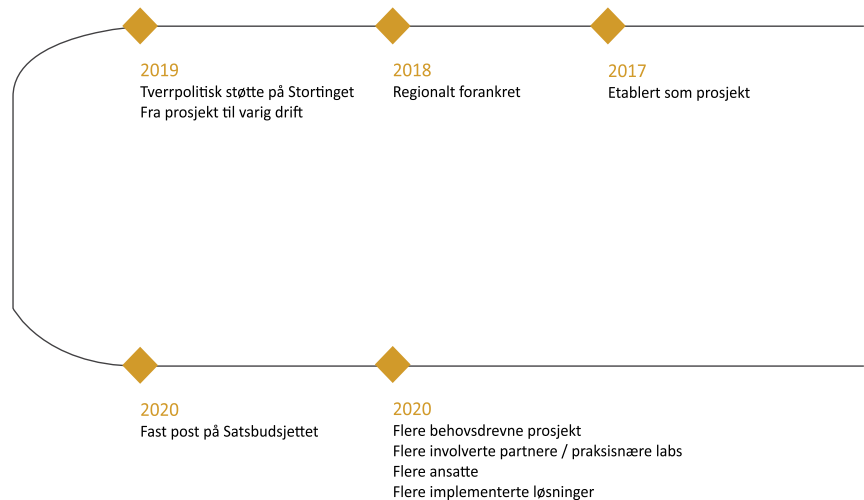 2019
Tverrpolitisk støtte på Stortinget
Fra prosjekt til varig drift
2018
Regionalt forankret
2017
Etablert som prosjekt
2020
Fast post på Satsbudsjettet
2020
Flere behovsdrevne prosjekt
Flere involverte partnere / praksisnære labs
Flere ansatte
Flere implementerte løsninger